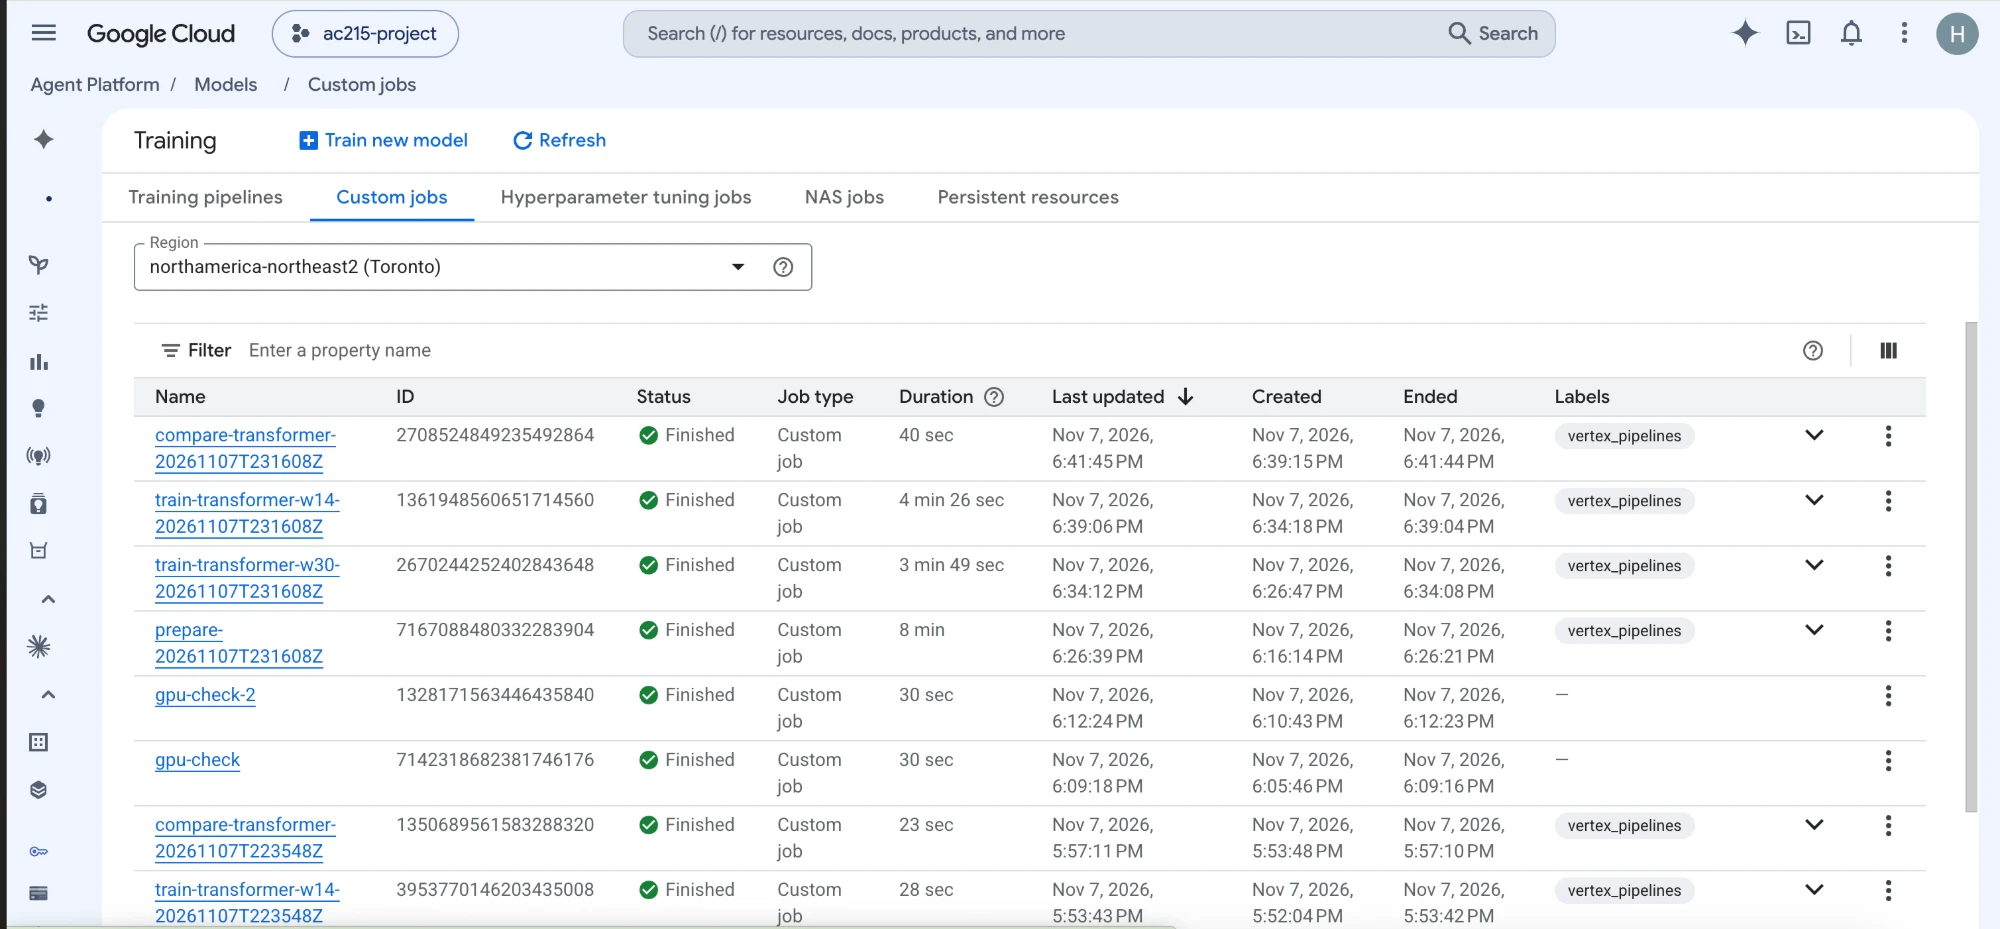 Google Cloud
ac215-project
Search (/) for resources, docs, products, and more
Search
H
Agent Platform / Models / Custom jobs
Training
Train new model
Refresh
Training pipelines
Custom jobs
Hyperparameter tuning jobs
NAS jobs
Persistent resources
Region
northamerica-northeast2 (Toronto)
Filter Enter a property name
Name ID Status Job type Duration Last updated Created Ended Labels
compare-transformer- 2708524849235492864 Finished Custom 40 sec Nov 7, 2026, Nov 7, 2026, Nov 7, 2026, vertex_pipelines
20261107T231608Z job 6:41:45 PM 6:39:15 PM 6:41:44 PM
train-transformer-w14- 1361948560651714560 Finished Custom 4 min 26 sec Nov 7, 2026, Nov 7, 2026, Nov 7, 2026, vertex_pipelines
20261107T231608Z job 6:39:06 PM 6:34:18 PM 6:39:04 PM
train-transformer-w30- 2670244252402843648 Finished Custom 3 min 49 sec Nov 7, 2026, Nov 7, 2026, Nov 7, 2026, vertex_pipelines
20261107T231608Z job 6:34:12 PM 6:26:47 PM 6:34:08 PM
prepare- 7167088480332283904 Finished Custom 8 min Nov 7, 2026, Nov 7, 2026, Nov 7, 2026, vertex_pipelines
20261107T231608Z job 6:26:39 PM 6:16:14 PM 6:26:21 PM
gpu-check-2 1328171563446435840 Finished Custom 30 sec Nov 7, 2026, Nov 7, 2026, Nov 7, 2026, —
job 6:12:24 PM 6:10:43 PM 6:12:23 PM
gpu-check 7142318682381746176 Finished Custom 30 sec Nov 7, 2026, Nov 7, 2026, Nov 7, 2026, —
job 6:09:18 PM 6:05:46 PM 6:09:16 PM
compare-transformer- 1350689561583288320 Finished Custom 23 sec Nov 7, 2026, Nov 7, 2026, Nov 7, 2026, vertex_pipelines
20261107T223548Z job 5:57:11 PM 5:53:48 PM 5:57:10 PM
train-transformer-w14- 3953770146203435008 Finished Custom 28 sec Nov 7, 2026, Nov 7, 2026, Nov 7, 2026, vertex_pipelines
20261107T223548Z job 5:53:43 PM 5:52:04 PM 5:53:42 PM